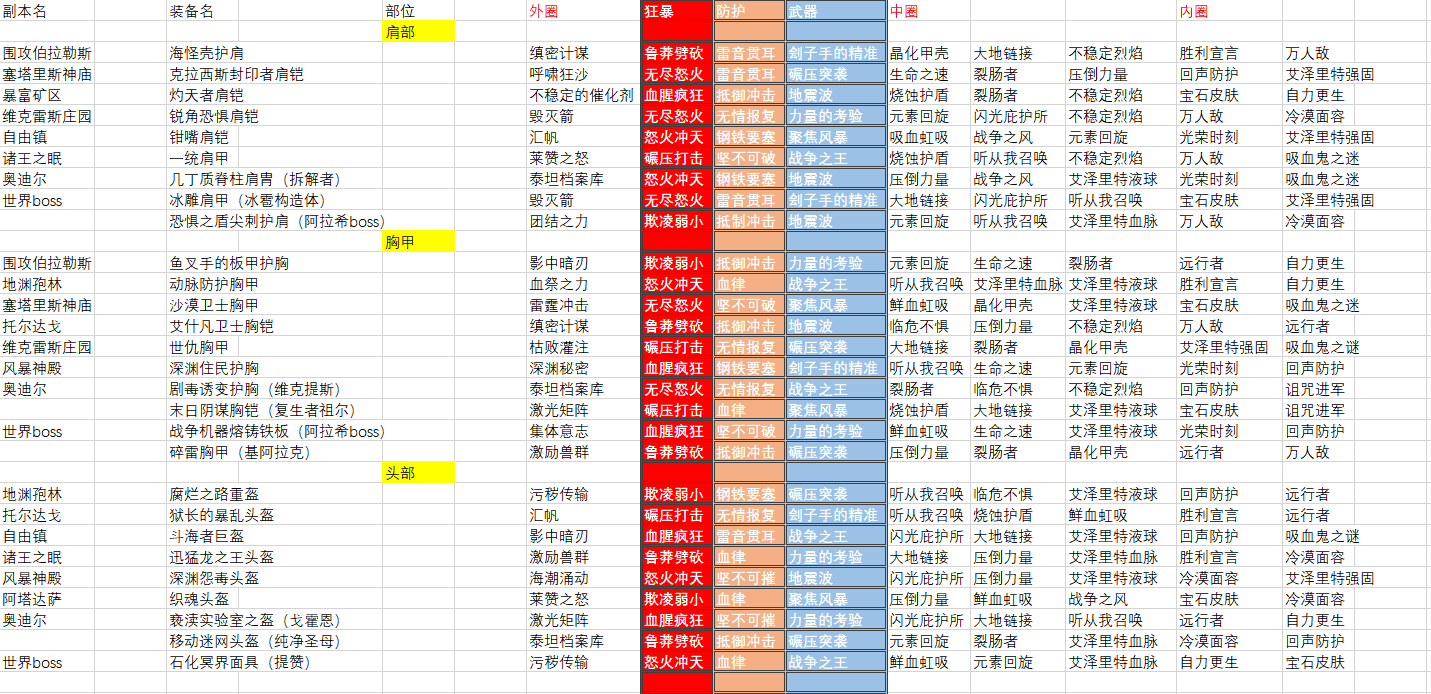 副本名 装备名 部位 外圈 狂暴 防护 武器 中圈 内圈
肩部
围攻伯拉勒斯 海怪壳护肩 缜密计谋 鲁莽劈砍 雷音贯耳 刽子手的精准 晶化甲壳 大地链接 不稳定烈焰 胜利宣言 万人敌
塞塔里斯神庙 克拉西斯封印者肩铠 呼啸狂沙 无尽怒火 雷音贯耳 碾压突袭 生命之速 裂肠者 压倒力量 回声防护 艾泽里特强固
暴富矿区 灼天者肩铠 不稳定的催化剂 血腥疯狂 抵御冲击 地震波 烧蚀护盾 裂肠者 不稳定烈焰 宝石皮肤 自力更生
维克雷斯庄园 锐角恐惧肩铠 毁灭箭 无尽怒火 无情报复 力量的考验 元素回旋 闪光庇护所 万人敌 冷漠面容
自由镇 钳嘴肩铠 汇帆 怒火冲天 钢铁要塞 聚焦风暴 吸血虹吸 战争之风 元素回旋 光荣时刻 艾泽里特强固
诸王之眠 一统肩甲 莱赞之怒 碾压打击 坚不可破 战争之王 烧蚀护盾 听从我召唤 不稳定烈焰 万人敌 吸血鬼之迷
奥迪尔 几丁质脊柱肩胄（拆解者） 泰坦档案库 怒火冲天 钢铁要塞 地震波 压倒力量 战争之风 艾泽里特液球 光荣时刻 吸血鬼之迷
世界boss 冰雕肩甲（冰雹构造体） 毁灭箭 无尽怒火 雷音贯耳 刽子手的精准 大地链接 闪光庇护所 听从我召唤 宝石皮肤 艾泽里特强固
恐惧之盾尖刺护肩（阿拉希boss） 团结之力 欺凌弱小 抵制冲击 地震波 元素回旋 听从我召唤 艾泽里特血脉 万人敌 冷漠面容
胸甲
围攻伯拉勒斯 鱼叉手的板甲护胸 影中暗刃 欺凌弱小 抵御冲击 力量的考验 元素回旋 生命之速 裂肠者 远行者 自力更生
地渊孢林 动脉防护胸甲 血祭之力 怒火冲天 血律 战争之王 听从我召唤 艾泽里特血脉 艾泽里特液球 胜利宣言 自力更生
塞塔里斯神庙 沙漠卫士胸甲 雷霆冲击 无尽怒火 坚不可破 聚焦风暴 鲜血虹吸 晶化甲壳 艾泽里特液球 宝石皮肤 吸血鬼之迷
托尔达戈 艾什凡卫士胸铠 缜密计谋 鲁莽劈砍 抵御冲击 地震波 临危不惧 压倒力量 不稳定烈焰 万人敌 远行者
维克雷斯庄园 世仇胸甲 枯败灌注 碾压打击 无情报复 碾压突袭 大地链接 裂肠者 晶化甲壳 艾泽里特强固 吸血鬼之谜
风暴神殿 深渊住民护胸 深渊秘密 血腥疯狂 钢铁要塞 刽子手的精准 听从我召唤 生命之速 元素回旋 光荣时刻 回声防护
奥迪尔 剧毒诱变护胸（维克提斯） 泰坦档案库 无尽怒火 无情报复 战争之王 裂肠者 临危不惧 不稳定烈焰 回声防护 诅咒进军
末日阴谋胸铠（复生者祖尔） 激光矩阵 碾压打击 血律 聚焦风暴 烧蚀护盾 大地链接 艾泽里特液球 宝石皮肤 诅咒进军
世界boss 战争机器熔铸铁板（阿拉希boss） 集体意志 血腥疯狂 坚不可破 力量的考验 鲜血虹吸 生命之速 艾泽里特液球 光荣时刻 回声防护
碎雷胸甲（基阿拉克） 激励兽群 鲁莽劈砍 抵御冲击 碾压突袭 压倒力量 裂肠者 晶化甲壳 远行者 万人敌
头部
地渊孢林 腐烂之路重盔 污秽传输 欺凌弱小 钢铁要塞 碾压突袭 听从我召唤 临危不惧 艾泽里特液球 回声防护 远行者
托尔达戈 狱长的暴乱头盔 汇帆 碾压打击 无情报复 刽子手的精准 听从我召唤 烧蚀护盾 鲜血虹吸 胜利宣言 远行者
自由镇 斗海者巨盔 影中暗刃 血腥疯狂 雷音贯耳 战争之王 闪光庇护所 大地链接 艾泽里特液球 回声防护 吸血鬼之谜
诸王之眠 迅猛龙之王头盔 激励兽群 鲁莽劈砍 血律 力量的考验 大地链接 压倒力量 艾泽里特血脉 胜利宣言 冷漠面容
风暴神殿 深渊怨毒头盔 海潮涌动 怒火冲天 坚不可摧 地震波 闪光庇护所 压倒力量 艾泽里特液球 冷漠面容 艾泽里特强固
阿塔达萨 织魂头盔 莱赞之怒 欺凌弱小 血律 聚焦风暴 压倒力量 鲜血虹吸 战争之风 宝石皮肤 冷漠面容
奥迪尔 亵渎实验室之盔（戈霍恩） 激光矩阵 血腥疯狂 坚不可摧 力量的考验 闪光庇护所 大地链接 听从我召唤 远行者 自力更生
移动迷网头盔（纯净圣母） 泰坦档案库 鲁莽劈砍 抵御冲击 碾压突袭 元素回旋 裂肠者 艾泽里特血脉 冷漠面容 回声防护
世界boss 石化冥界面具（提赞） 污秽传输 怒火冲天 血律 战争之王 鲜血虹吸 元素回旋 艾泽里特血脉 自力更生 宝石皮肤